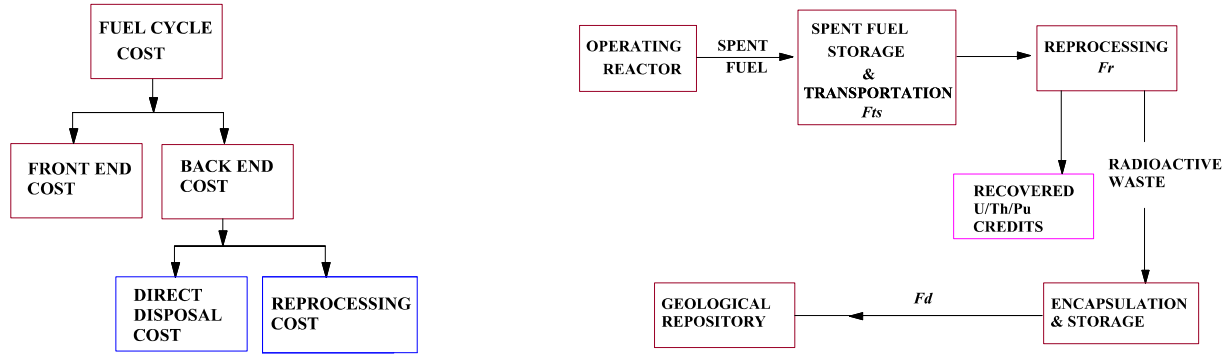 FUEL CYCLE
COST
FRONT END
COST
BACK END
COST
DIRECT
DISPOSAL
COST
REPROCESSING
COST
OPERATING
REACTOR
SPENT
FUEL
SPENT FUEL
STORAGE
&
TRANSPORTATION
Fts
REPROCESSING
Fr
RECOVERED
U/Th/Pu
CREDITS
RADIOACTIVE
WASTE
ENCAPSULATION
& STORAGE
Fd
GEOLOGICAL
REPOSITORY